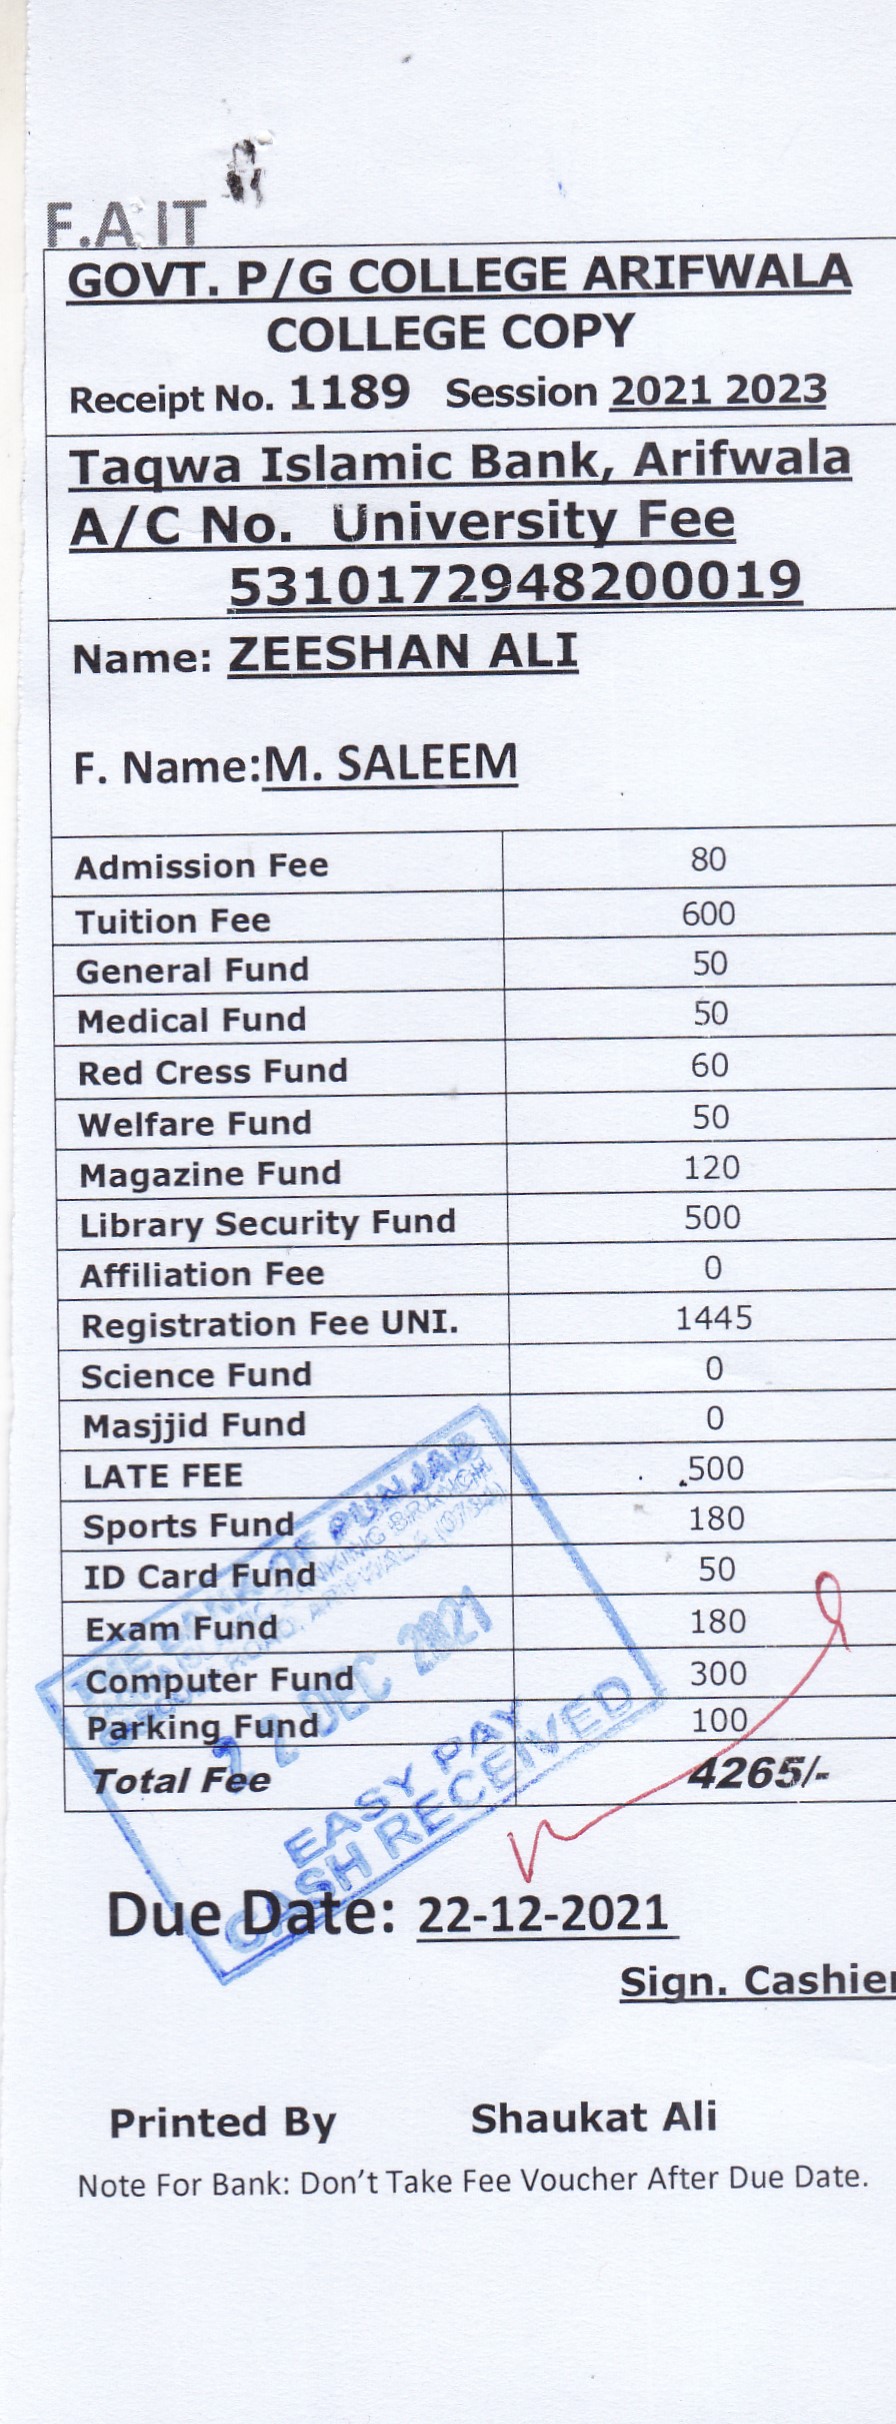 F.A IT
GOVT. P/G COLLEGE ARIFWALA
COLLEGE COPY
Receipt No. 1189 Session 2021 2023
Taqwa Islamic Bank, Arifwala
A/C No. University Fee
5310172948200019
Name: ZEESHAN ALI
F. Name:M. SALEEM
Admission Fee 80
Tuition Fee 600
General Fund 50
Medical Fund 50
Red Cress Fund 60
Welfare Fund 50
Magazine Fund 120
Library Security Fund 500
Affiliation Fee 0
Registration Fee UNI. 1445
Science Fund 0
Masjjid Fund 0
LATE FEE 500
Sports Fund 180
ID Card Fund 50
Exam Fund 180
Computer Fund 300
Parking Fund 100
Total Fee 4265/-
THE BANK OF PUNJAB
BANKING BRANCH
ROAD, ARIFWALA
22 DEC 2021
EASY PAY
CASH RECEIVED
Due Date: 22-12-2021
Sign. Cashier
Printed By Shaukat Ali
Note For Bank: Don't Take Fee Voucher After Due Date.